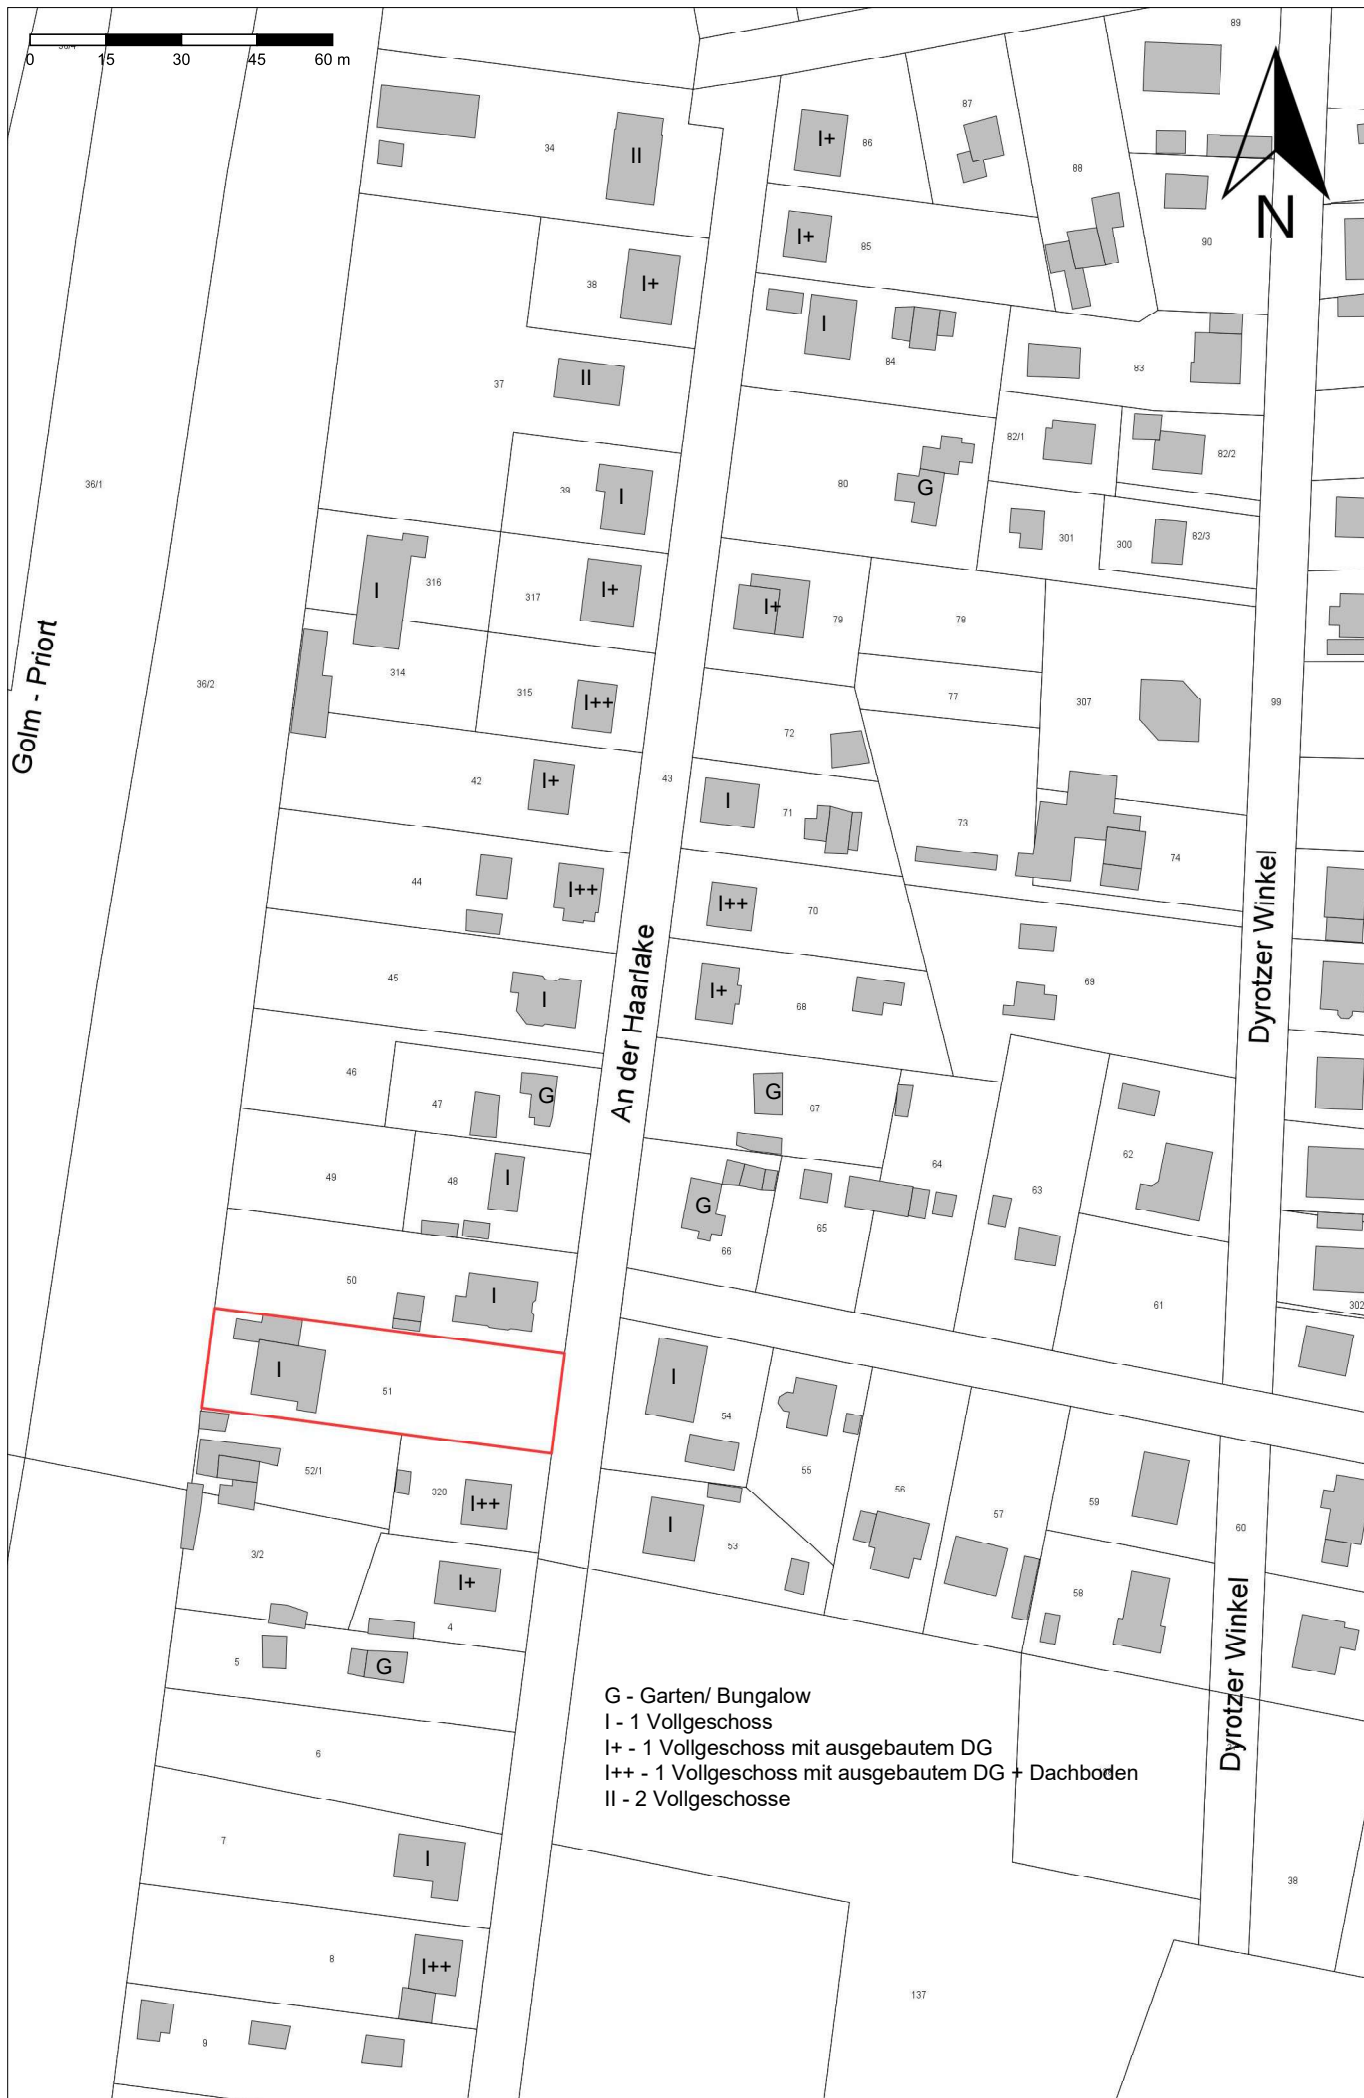 89
36/4
0 15 30 45 60 m
87
I+ 86
34 II
88
N
I+ 85
90
38 I+
I
84
83
37 II
82/1
82/2
36/1
80 G
39 I
301 300 82/3
I 316
317 I+
I+ 79 78
Golm - Priort
36/2
314
315 I++
77
307
99
72
42 I+
43
I 71
73
74
44 I++
I++ 70
Dyrotzer Winkel
An der Haarlake
45 I
I+ 68
69
46
47 G
G 67
49 48 I
64
62
63
G 66
65
50 I
61
302
I 51
I 54
55
52/1
320 I++
56
57
59
60
I 53
3/2
I+ 4
58
Dyrotzer Winkel
5 G
G - Garten/ Bungalow
I - 1 Vollgeschoss
I+ - 1 Vollgeschoss mit ausgebautem DG
I++ - 1 Vollgeschoss mit ausgebautem DG + Dachboden
II - 2 Vollgeschosse
6
7 I
38
8 I++
137
9